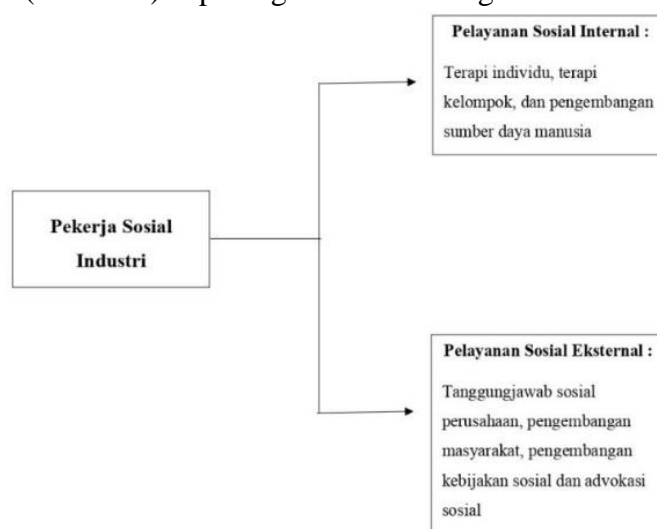 Pelayanan Sosial Internal :
Terapi individu, terapi
kelompok, dan pengembangan
sumber daya manusia
Pekerja Sosial
Industri
Pelayanan Sosial Eksternal :
Tanggungjawab sosial
perusahaan, pengembangan
masyarakat, pengembangan
kebijakan sosial dan advokasi
sosial